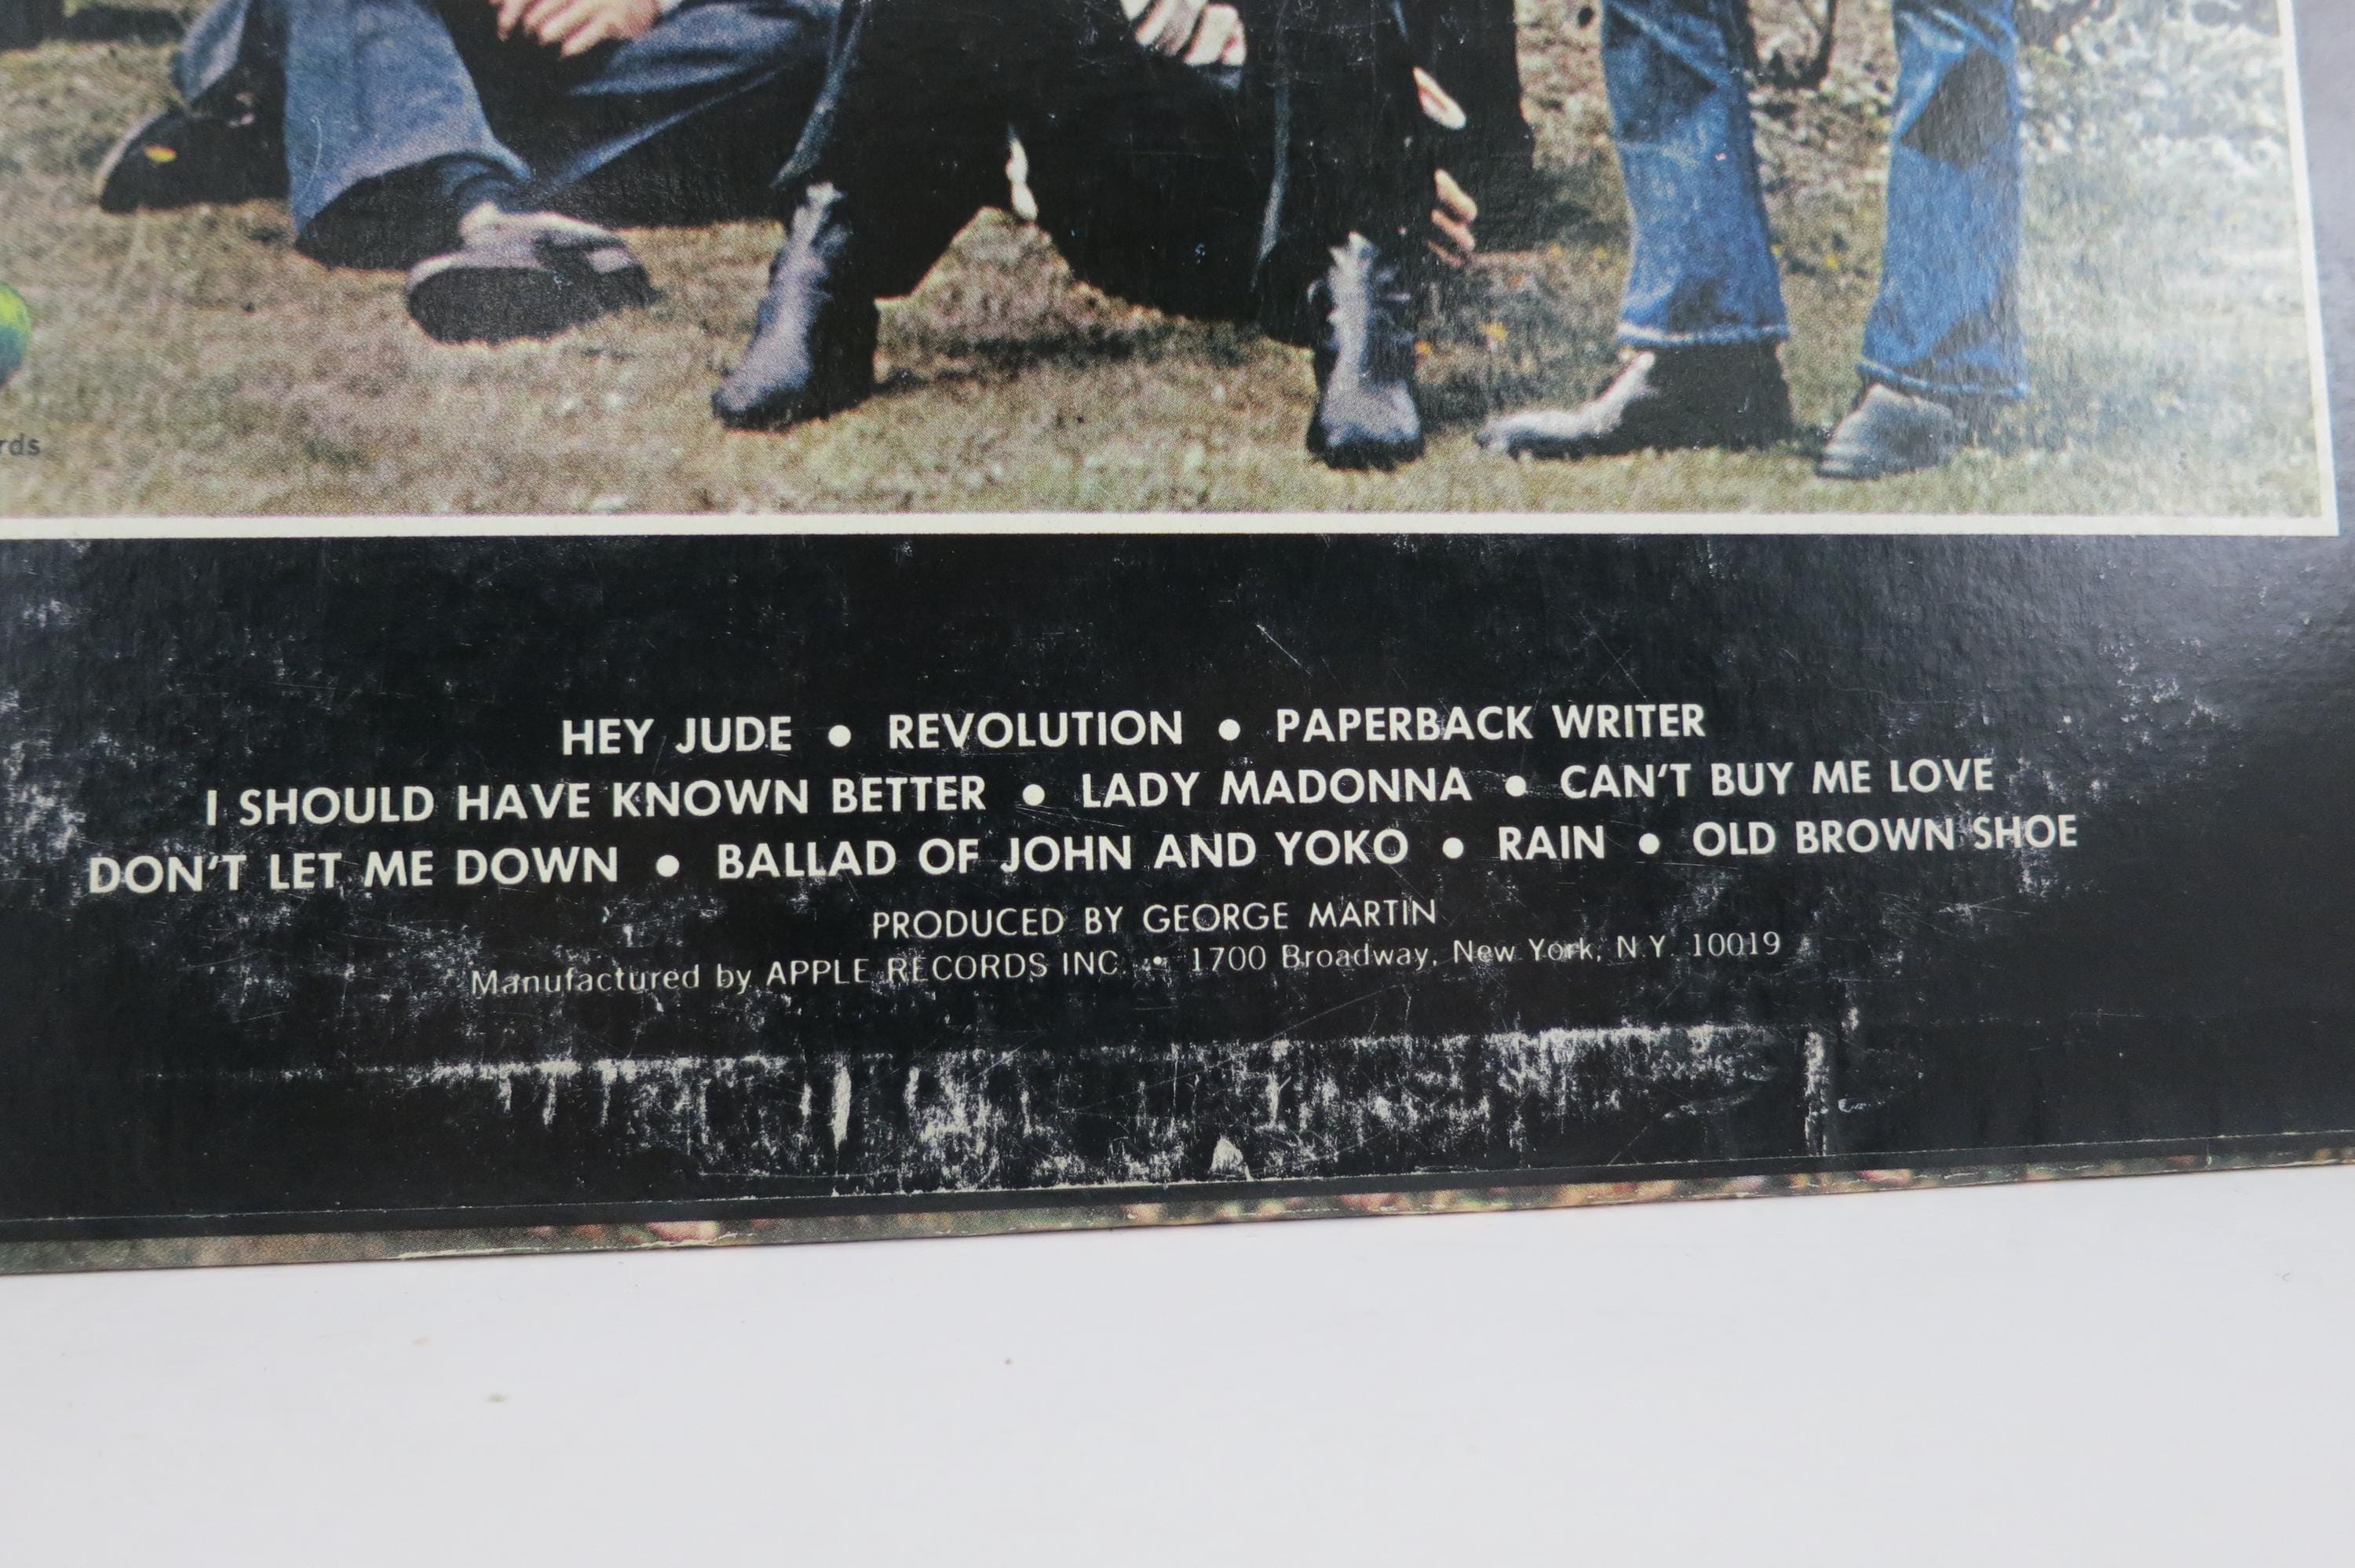 rds
HEY JUDE • REVOLUTION • PAPERBACK WRITER
I SHOULD HAVE KNOWN BETTER • LADY MADONNA • CAN'T BUY ME LOVE
DON'T LET ME DOWN • BALLAD OF JOHN AND YOKO • RAIN • OLD BROWN SHOE
PRODUCED BY GEORGE MARTIN
Manufactured by APPLE RECORDS INC. • 1700 Broadway, New York, N.Y. 10019